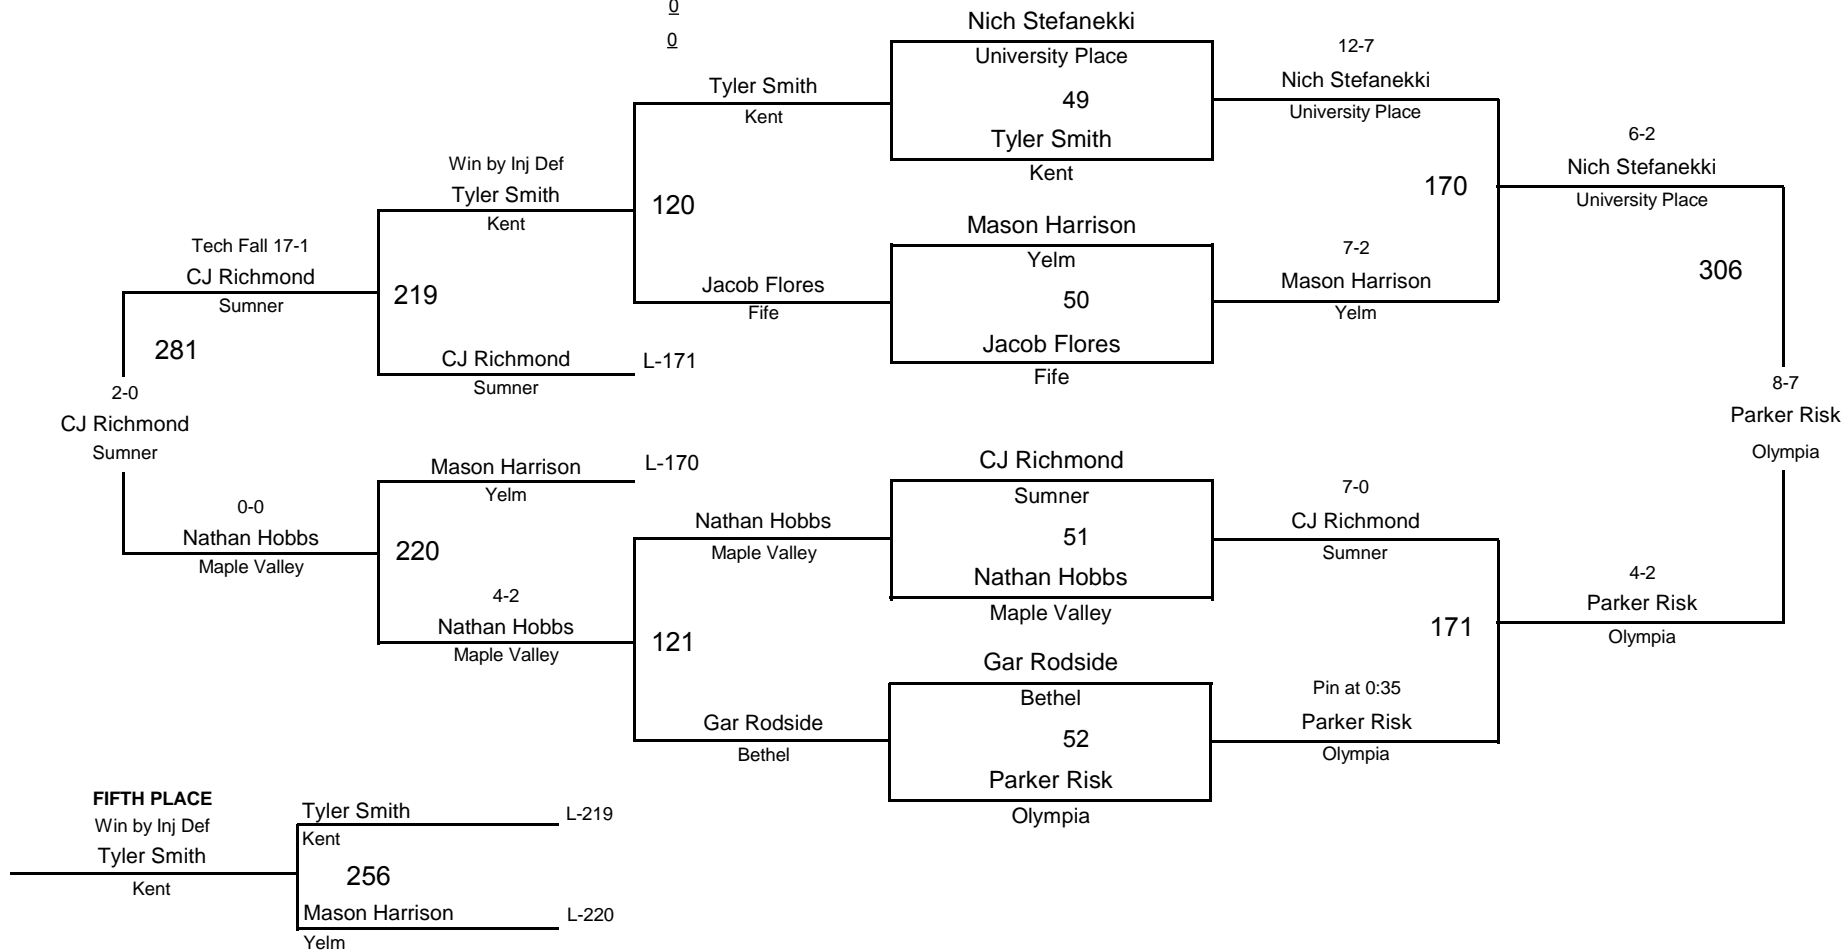 0
0
Nich Stefanekki
University Place
49
Tyler Smith
Kent
Mason Harrison
Yelm
50
Jacob Flores
Fife
CJ Richmond
Sumner
51
Nathan Hobbs
Maple Valley
Gar Rodside
Bethel
52
Parker Risk
Olympia
12-7
Nich Stefanekki
University Place
170
7-2
Mason Harrison
Yelm
7-0
CJ Richmond
Sumner
171
Pin at 0:35
Parker Risk
Olympia
6-2
Nich Stefanekki
University Place
306
4-2
Parker Risk
Olympia
8-7
Parker Risk
Olympia
Tyler Smith
Kent
120
Jacob Flores
Fife
Nathan Hobbs
Maple Valley
121
Gar Rodside
Bethel
Win by Inj Def
Tyler Smith
Kent
219
CJ Richmond
L-171
Sumner
Mason Harrison
L-170
Yelm
220
4-2
Nathan Hobbs
Maple Valley
Tech Fall 17-1
CJ Richmond
Sumner
281
0-0
Nathan Hobbs
Maple Valley
2-0
CJ Richmond
Sumner
FIFTH PLACE
Win by Inj Def
Tyler Smith
Kent
Tyler Smith
L-219
Kent
256
Mason Harrison
L-220
Yelm